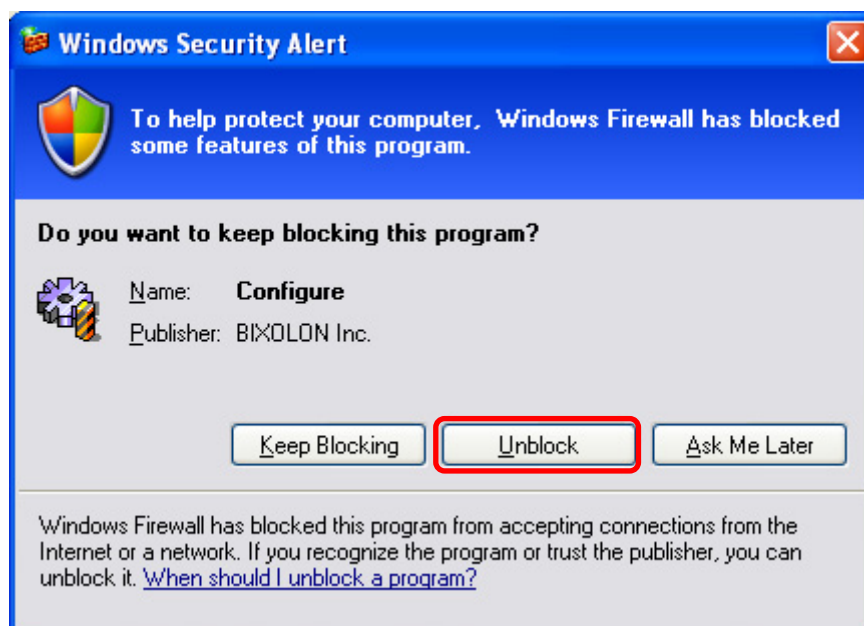 Windows Security Alert
To help protect your computer, Windows Firewall has blocked
some features of this program.
Do you want to keep blocking this program?
Name: Configure
Publisher: BIXOLON Inc.
Keep Blocking Unblock Ask Me Later
Windows Firewall has blocked this program from accepting connections from the
Internet or a network. If you recognize the program or trust the publisher, you can
unblock it. When should I unblock a program?